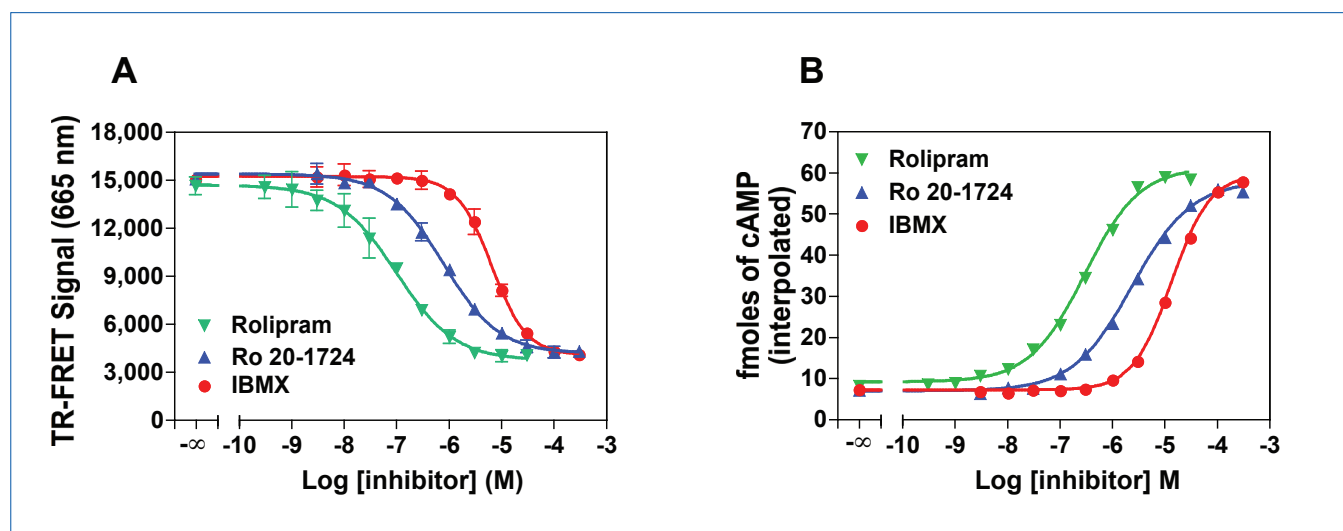 A
TR-FRET Signal (665 nm)
18,000
15,000
12,000
9,000
6,000
3,000
0
Rolipram
Ro 20-1724
IBMX
-∞ -10 -9 -8 -7 -6 -5 -4 -3
Log [inhibitor] (M)
B
fmoles of cAMP
(interpolated)
70
60
50
40
30
20
10
0
Rolipram
Ro 20-1724
IBMX
-∞ -10 -9 -8 -7 -6 -5 -4 -3
Log [inhibitor] M